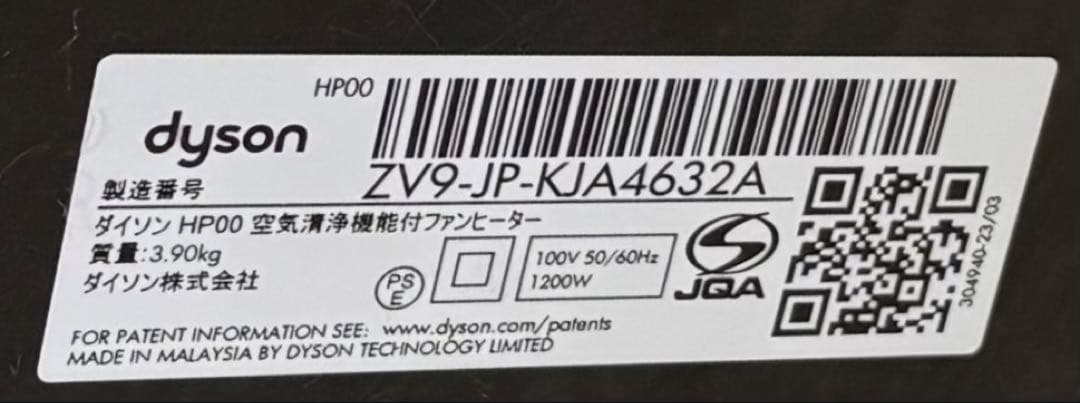 HP00
dyson
製造番号 ZV9-JP-KJA4632A
ダイソン HP00 空気清浄機能付ファンヒーター
質量:3.90kg
ダイソン株式会社
PS
E
100V 50/60Hz
1200W
JQA
304940-23/03
FOR PATENT INFORMATION SEE: www.dyson.com/patents
MADE IN MALAYSIA BY DYSON TECHNOLOGY LIMITED